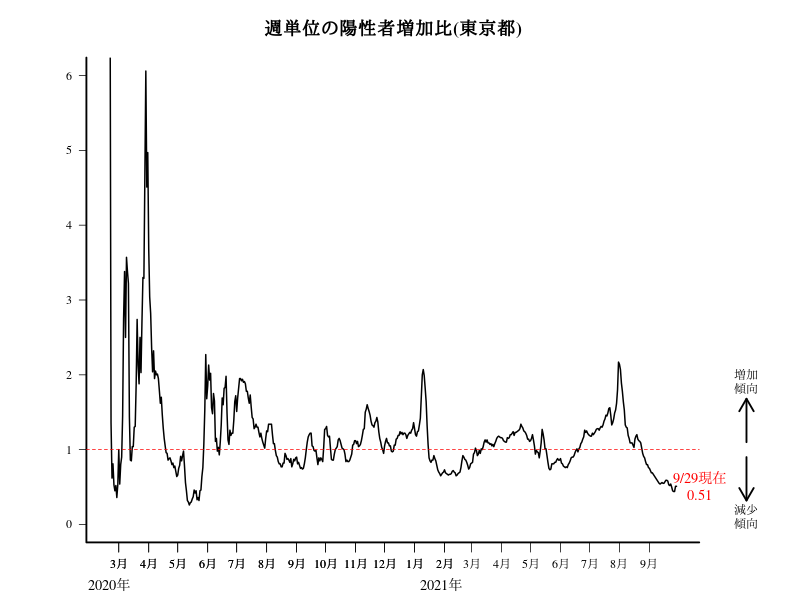 週単位の陽性者増加比(東京都)
6
5
4
3
2
1
0
増加
傾向
減少
傾向
9/29現在
0.51
3月 4月 5月 6月 7月 8月 9月 10月 11月 12月 1月 2月 3月 4月 5月 6月 7月 8月 9月
2020年 2021年